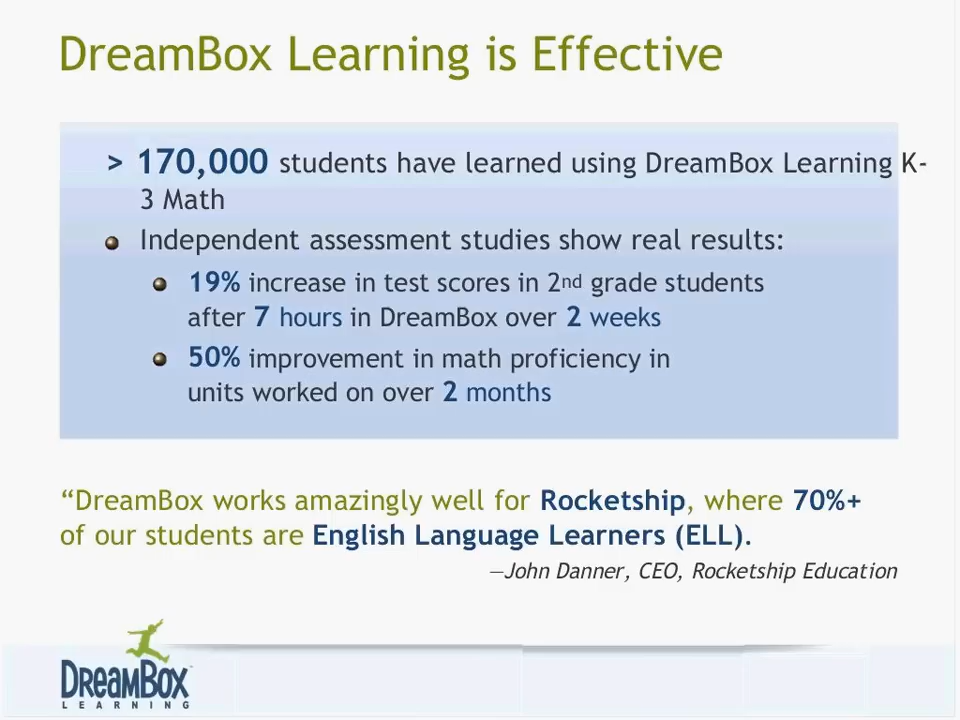 DreamBox Learning is Effective
> 170,000 students have learned using DreamBox Learning K-
3 Math
Independent assessment studies show real results:
19% increase in test scores in 2nd grade students
after 7 hours in DreamBox over 2 weeks
50% improvement in math proficiency in
units worked on over 2 months
“DreamBox works amazingly well for Rocketship, where 70%+
of our students are English Language Learners (ELL).
—John Danner, CEO, Rocketship Education
DREAMBOX
LEARNING